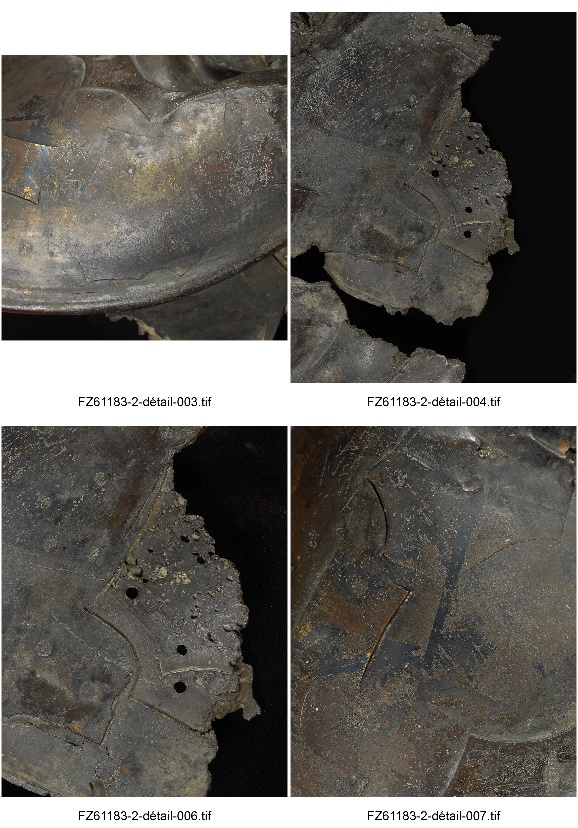 FZ61183-2-détail-003.tif
FZ61183-2-détail-004.tif
FZ61183-2-détail-006.tif
FZ61183-2-détail-007.tif